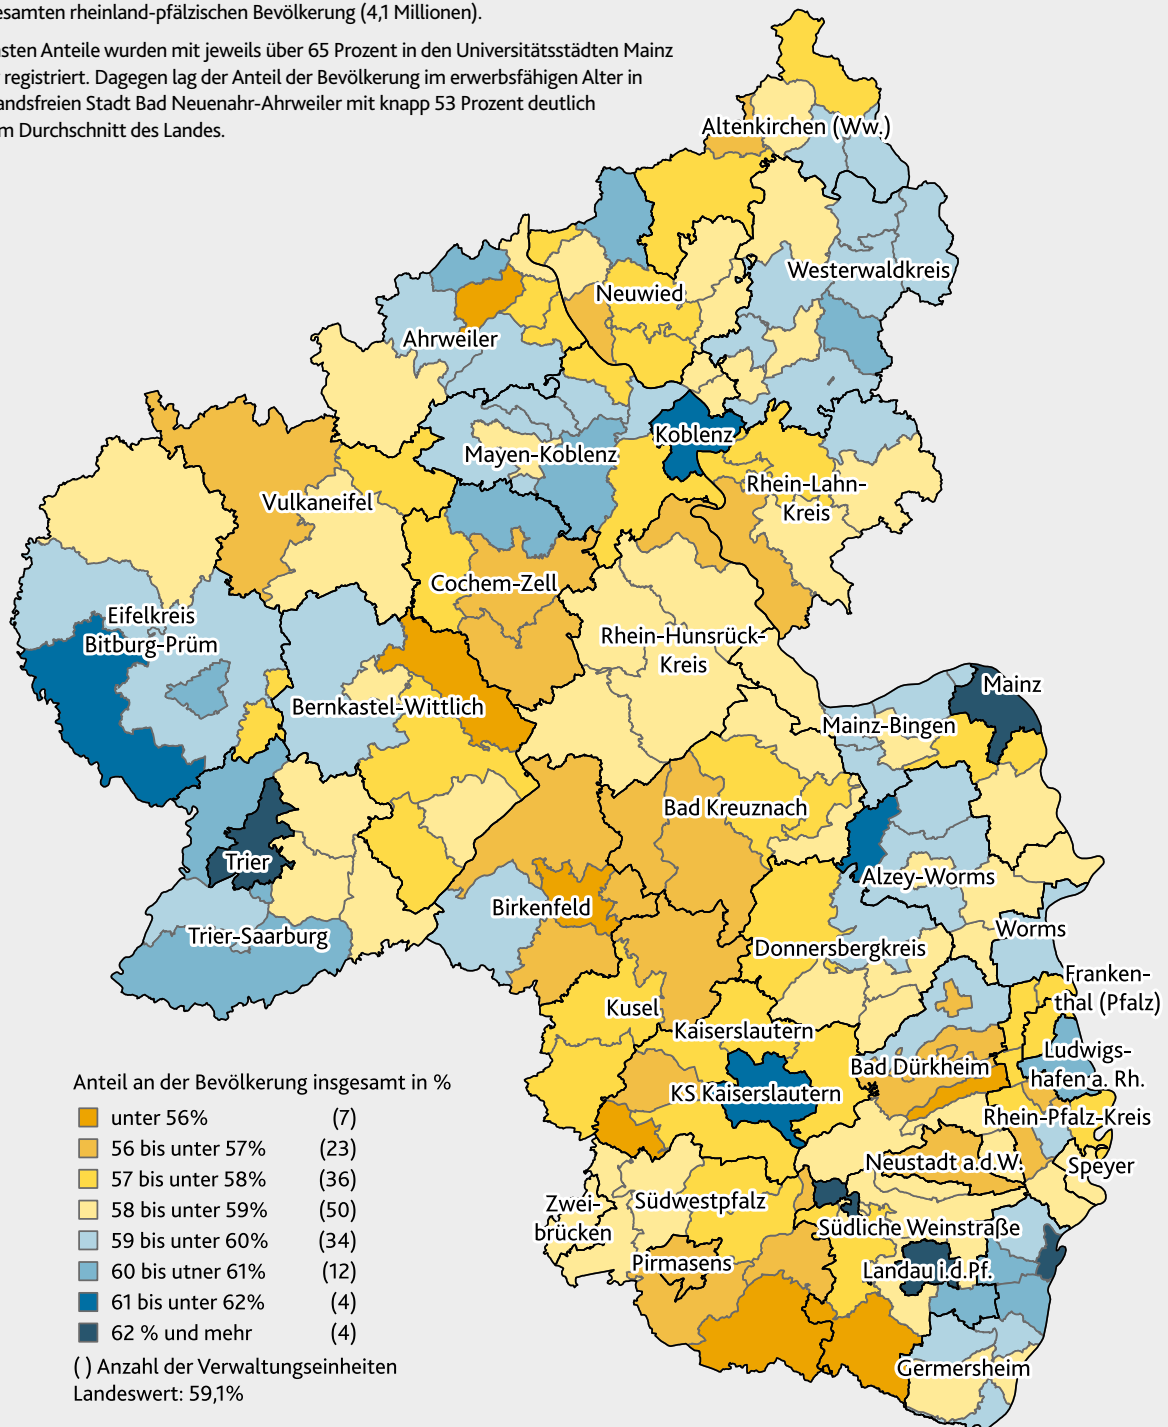 esamten rheinland-pfälzischen Bevölkerung (4,1 Millionen).
sten Anteile wurden mit jeweils über 65 Prozent in den Universitätsstädten Mainz
registriert. Dagegen lag der Anteil der Bevölkerung im erwerbsfähigen Alter in
andsfreien Stadt Bad Neuenahr-Ahrweiler mit knapp 53 Prozent deutlich
m Durchschnitt des Landes.
Altenkirchen (Ww.)
Westerwaldkreis
Neuwied
Ahrweiler
Koblenz
Mayen-Koblenz
Rhein-Lahn-
Kreis
Vulkaneifel
Cochem-Zell
Eifelkreis
Bitburg-Prüm
Rhein-Hunsrück-
Kreis
Mainz
Bernkastel-Wittlich
Mainz-Bingen
Bad Kreuznach
Trier
Alzey-Worms
Birkenfeld
Trier-Saarburg
Worms
Donnersbergkreis
Franken-
thal (Pfalz)
Kusel
Kaiserslautern
Ludwigs-
hafen a. Rh.
Bad Dürkheim
KS Kaiserslautern
Rhein-Pfalz-Kreis
Neustadt a.d.W.
Speyer
Südwestpfalz
Zwei-
brücken
Südliche Weinstraße
Pirmasens
Landau i.d.Pf.
Germersheim
Anteil an der Bevölkerung insgesamt in %
unter 56% (7)
56 bis unter 57% (23)
57 bis unter 58% (36)
58 bis unter 59% (50)
59 bis unter 60% (34)
60 bis utner 61% (12)
61 bis unter 62% (4)
62 % und mehr (4)
( ) Anzahl der Verwaltungseinheiten
Landeswert: 59,1%